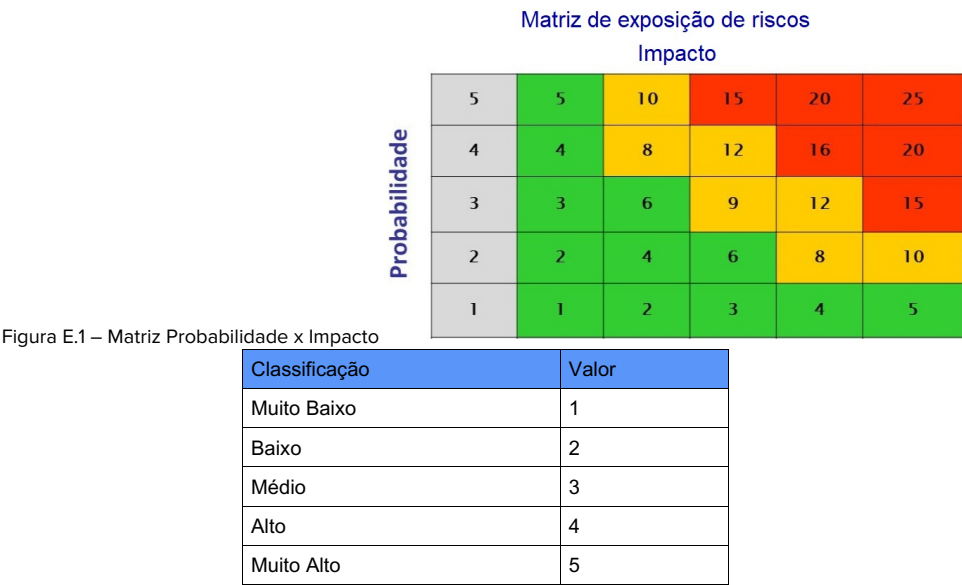 Matriz de exposição de riscos
Impacto
Probabilidade
5 5 10 15 20 25
4 4 8 12 16 20
3 3 6 9 12 15
2 2 4 6 8 10
1 1 2 3 4 5
Figura E.1 – Matriz Probabilidade x Impacto
Classificação Valor
Muito Baixo 1
Baixo 2
Médio 3
Alto 4
Muito Alto 5